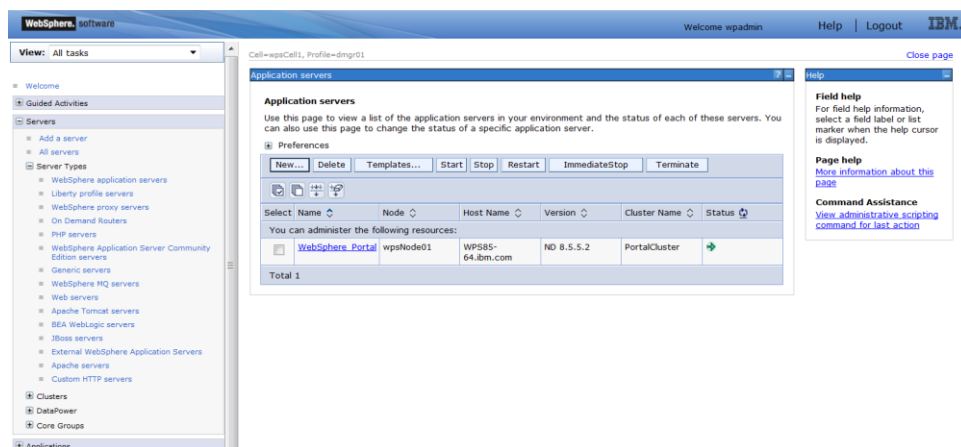 WebSphere. software
Welcome wpadmin
Help | Logout
IBM.
View: All tasks
Welcome
Guided Activities
Servers
Add a server
All servers
Server Types
WebSphere application servers
Liberty profile servers
WebSphere proxy servers
On Demand Routers
PHP servers
WebSphere Application Server Community
Edition servers
Generic servers
WebSphere MQ servers
Web servers
Apache Tomcat servers
BEA WebLogic servers
JBoss servers
External WebSphere Application Servers
Apache servers
Custom HTTP servers
Clusters
DataPower
Core Groups
Applications
Cell=wpsCell1, Profile=dmgr01
Close page
Application servers
Application servers
Use this page to view a list of the application servers in your environment and the status of each of these servers. You
can also use this page to change the status of a specific application server.
Preferences
New... Delete Templates... Start Stop Restart ImmediateStop Terminate
Select Name Node Host Name Version Cluster Name Status
You can administer the following resources:
WebSphere_Portal wpsNode01 WPS85- ND 8.5.5.2 PortalCluster
64.ibm.com
Total 1
Help
Field help
For field help information,
select a field label or list
marker when the help cursor
is displayed.
Page help
More information about this
page
Command Assistance
View administrative scripting
command for last action